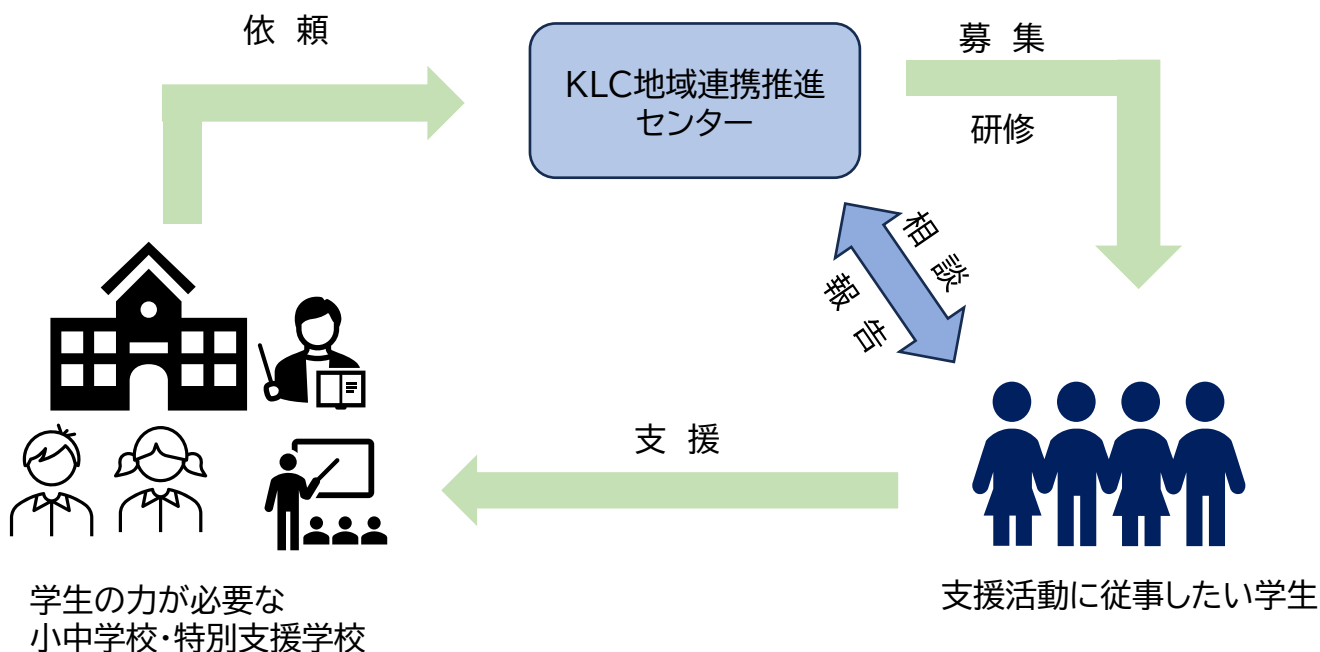 依 頼
KLC地域連携推進
センター
募 集
研修
相 談
報 告
支 援
学生の力が必要な
小中学校・特別支援学校
支援活動に従事したい学生